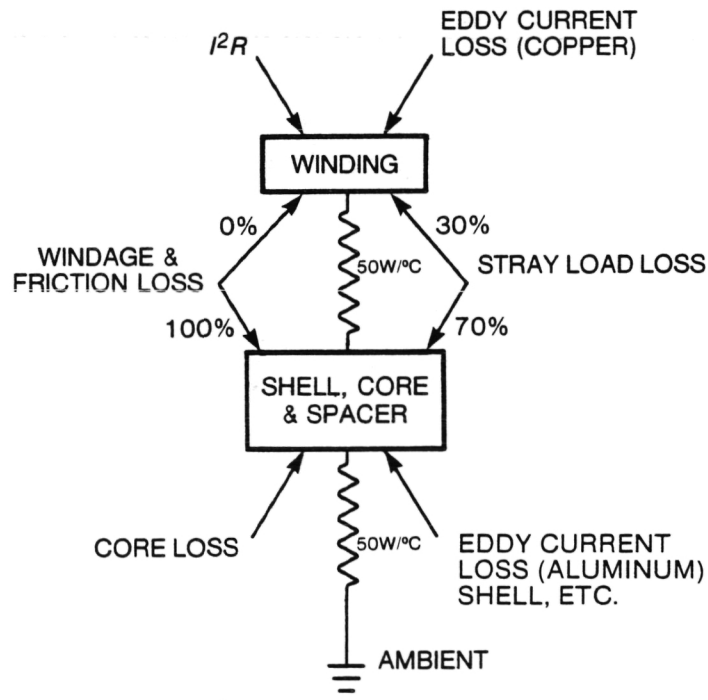 I²R
EDDY CURRENT
LOSS (COPPER)
WINDING
0%
30%
WINDAGE &
FRICTION LOSS
50W/ºC
STRAY LOAD LOSS
100%
70%
SHELL, CORE
& SPACER
CORE LOSS
50W/ºC
EDDY CURRENT
LOSS (ALUMINUM)
SHELL, ETC.
AMBIENT